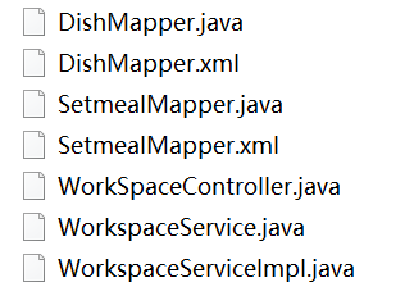 DishMapper.java
DishMapper.xml
SetmealMapper.java
SetmealMapper.xml
WorkSpaceController.java
WorkspaceService.java
WorkspaceServiceImpl.java